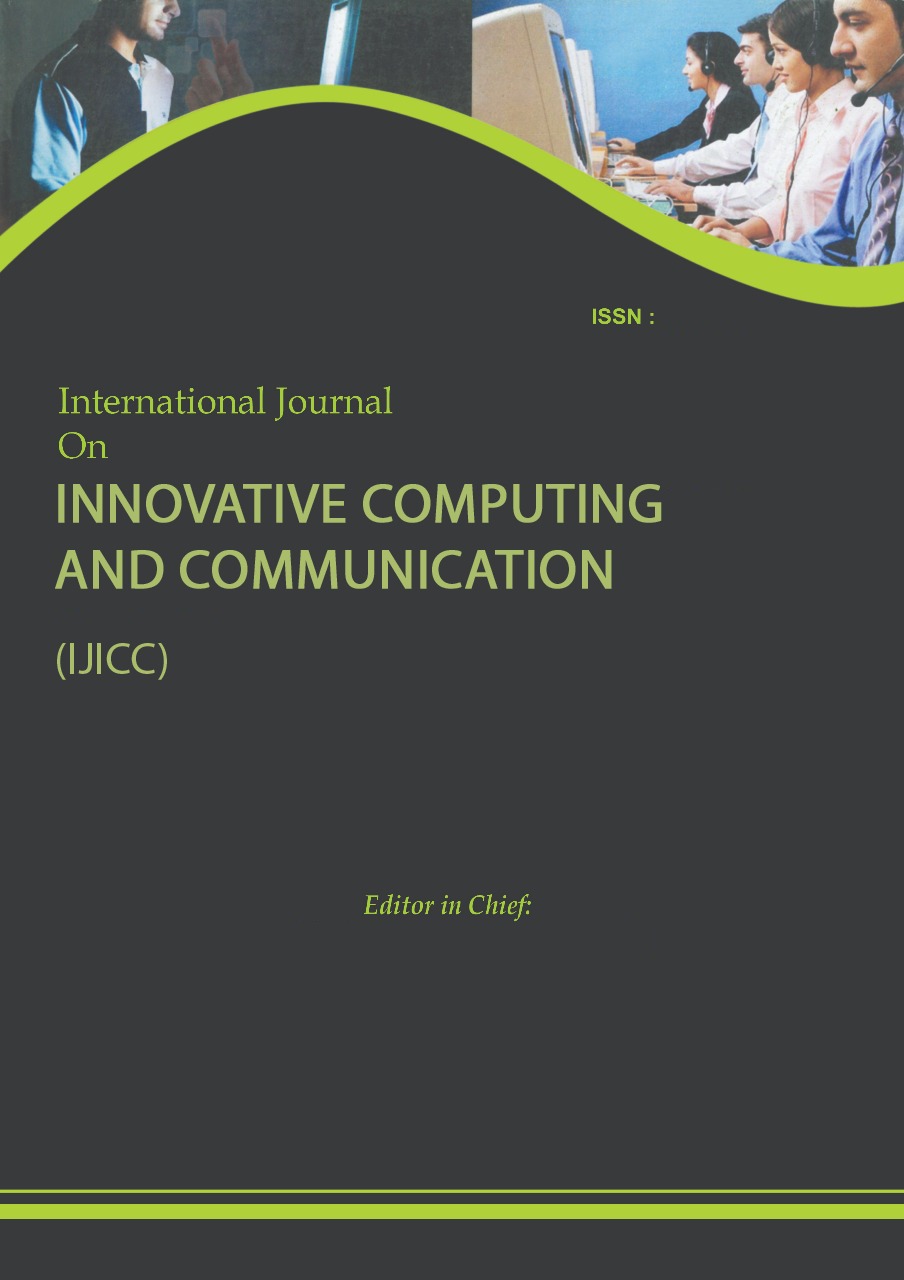 ISSN :
International Journal
On
INNOVATIVE COMPUTING
AND COMMUNICATION
(IJICC)
Editor in Chief: